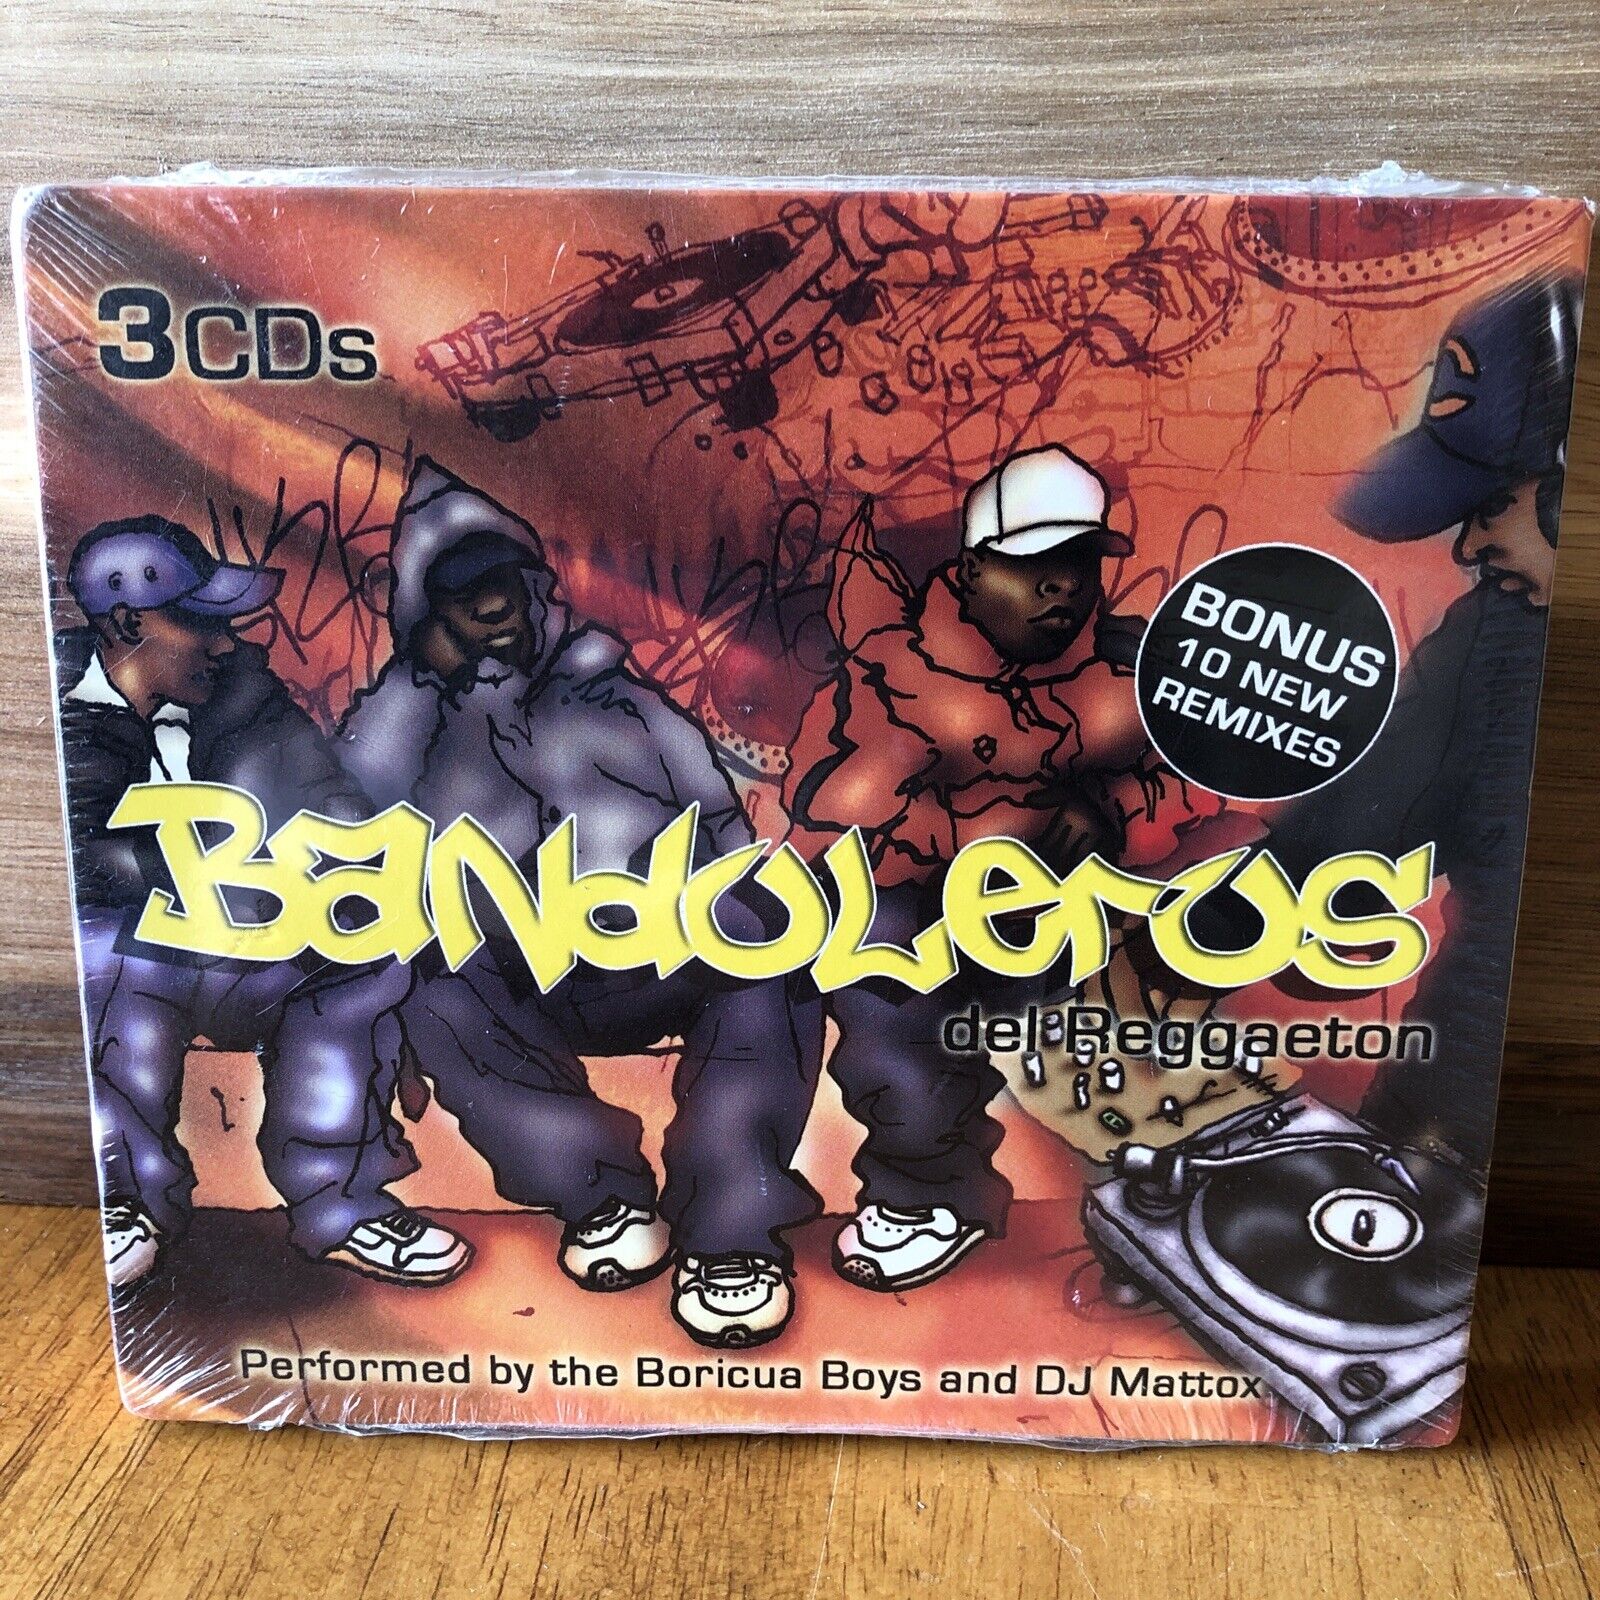 3CDs
BONUS
10 NEW
REMIXES
Bandoleros
del Reggaeton
Performed by the Boricua Boys and DJ Mattox